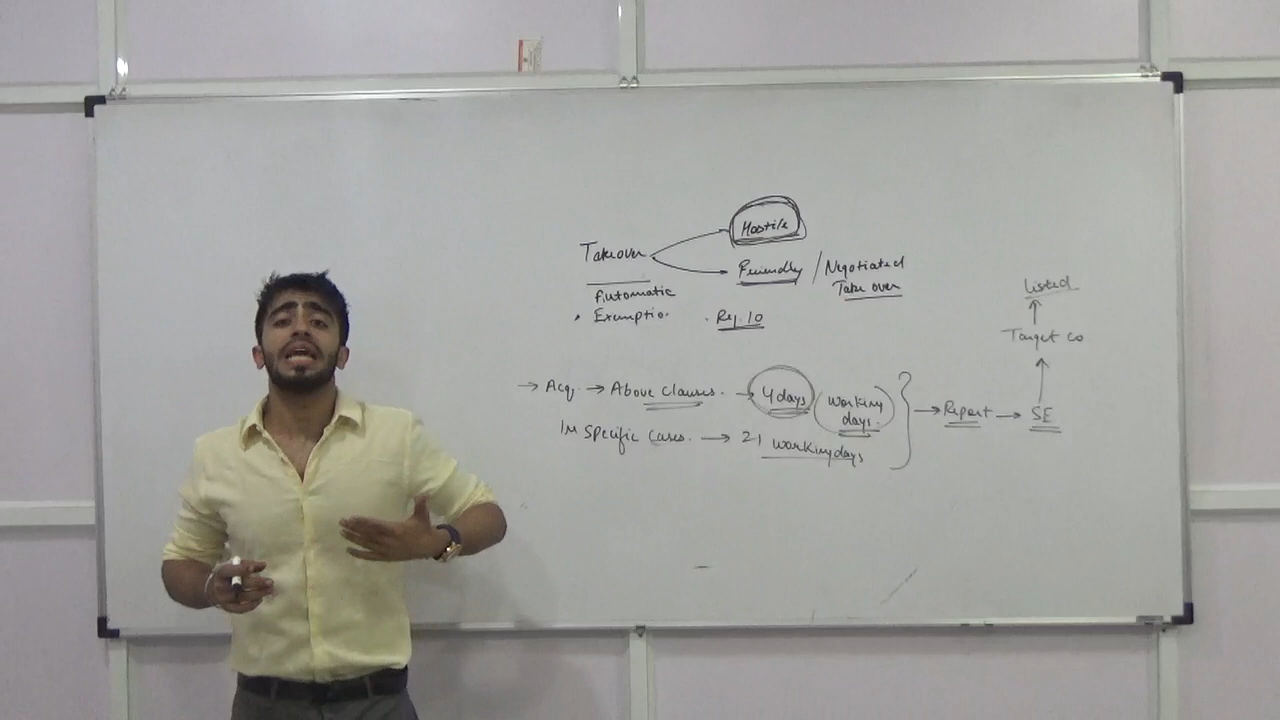 Hostile
Takeover
Friendly / Negotiated
Take over
Automatic
Exemptio
. Reg. 10
Listed
Target co
→ Acq. → Above Clauses. → 4 days (working
days.
→ Report → SE
In specific cases. → 21 working days